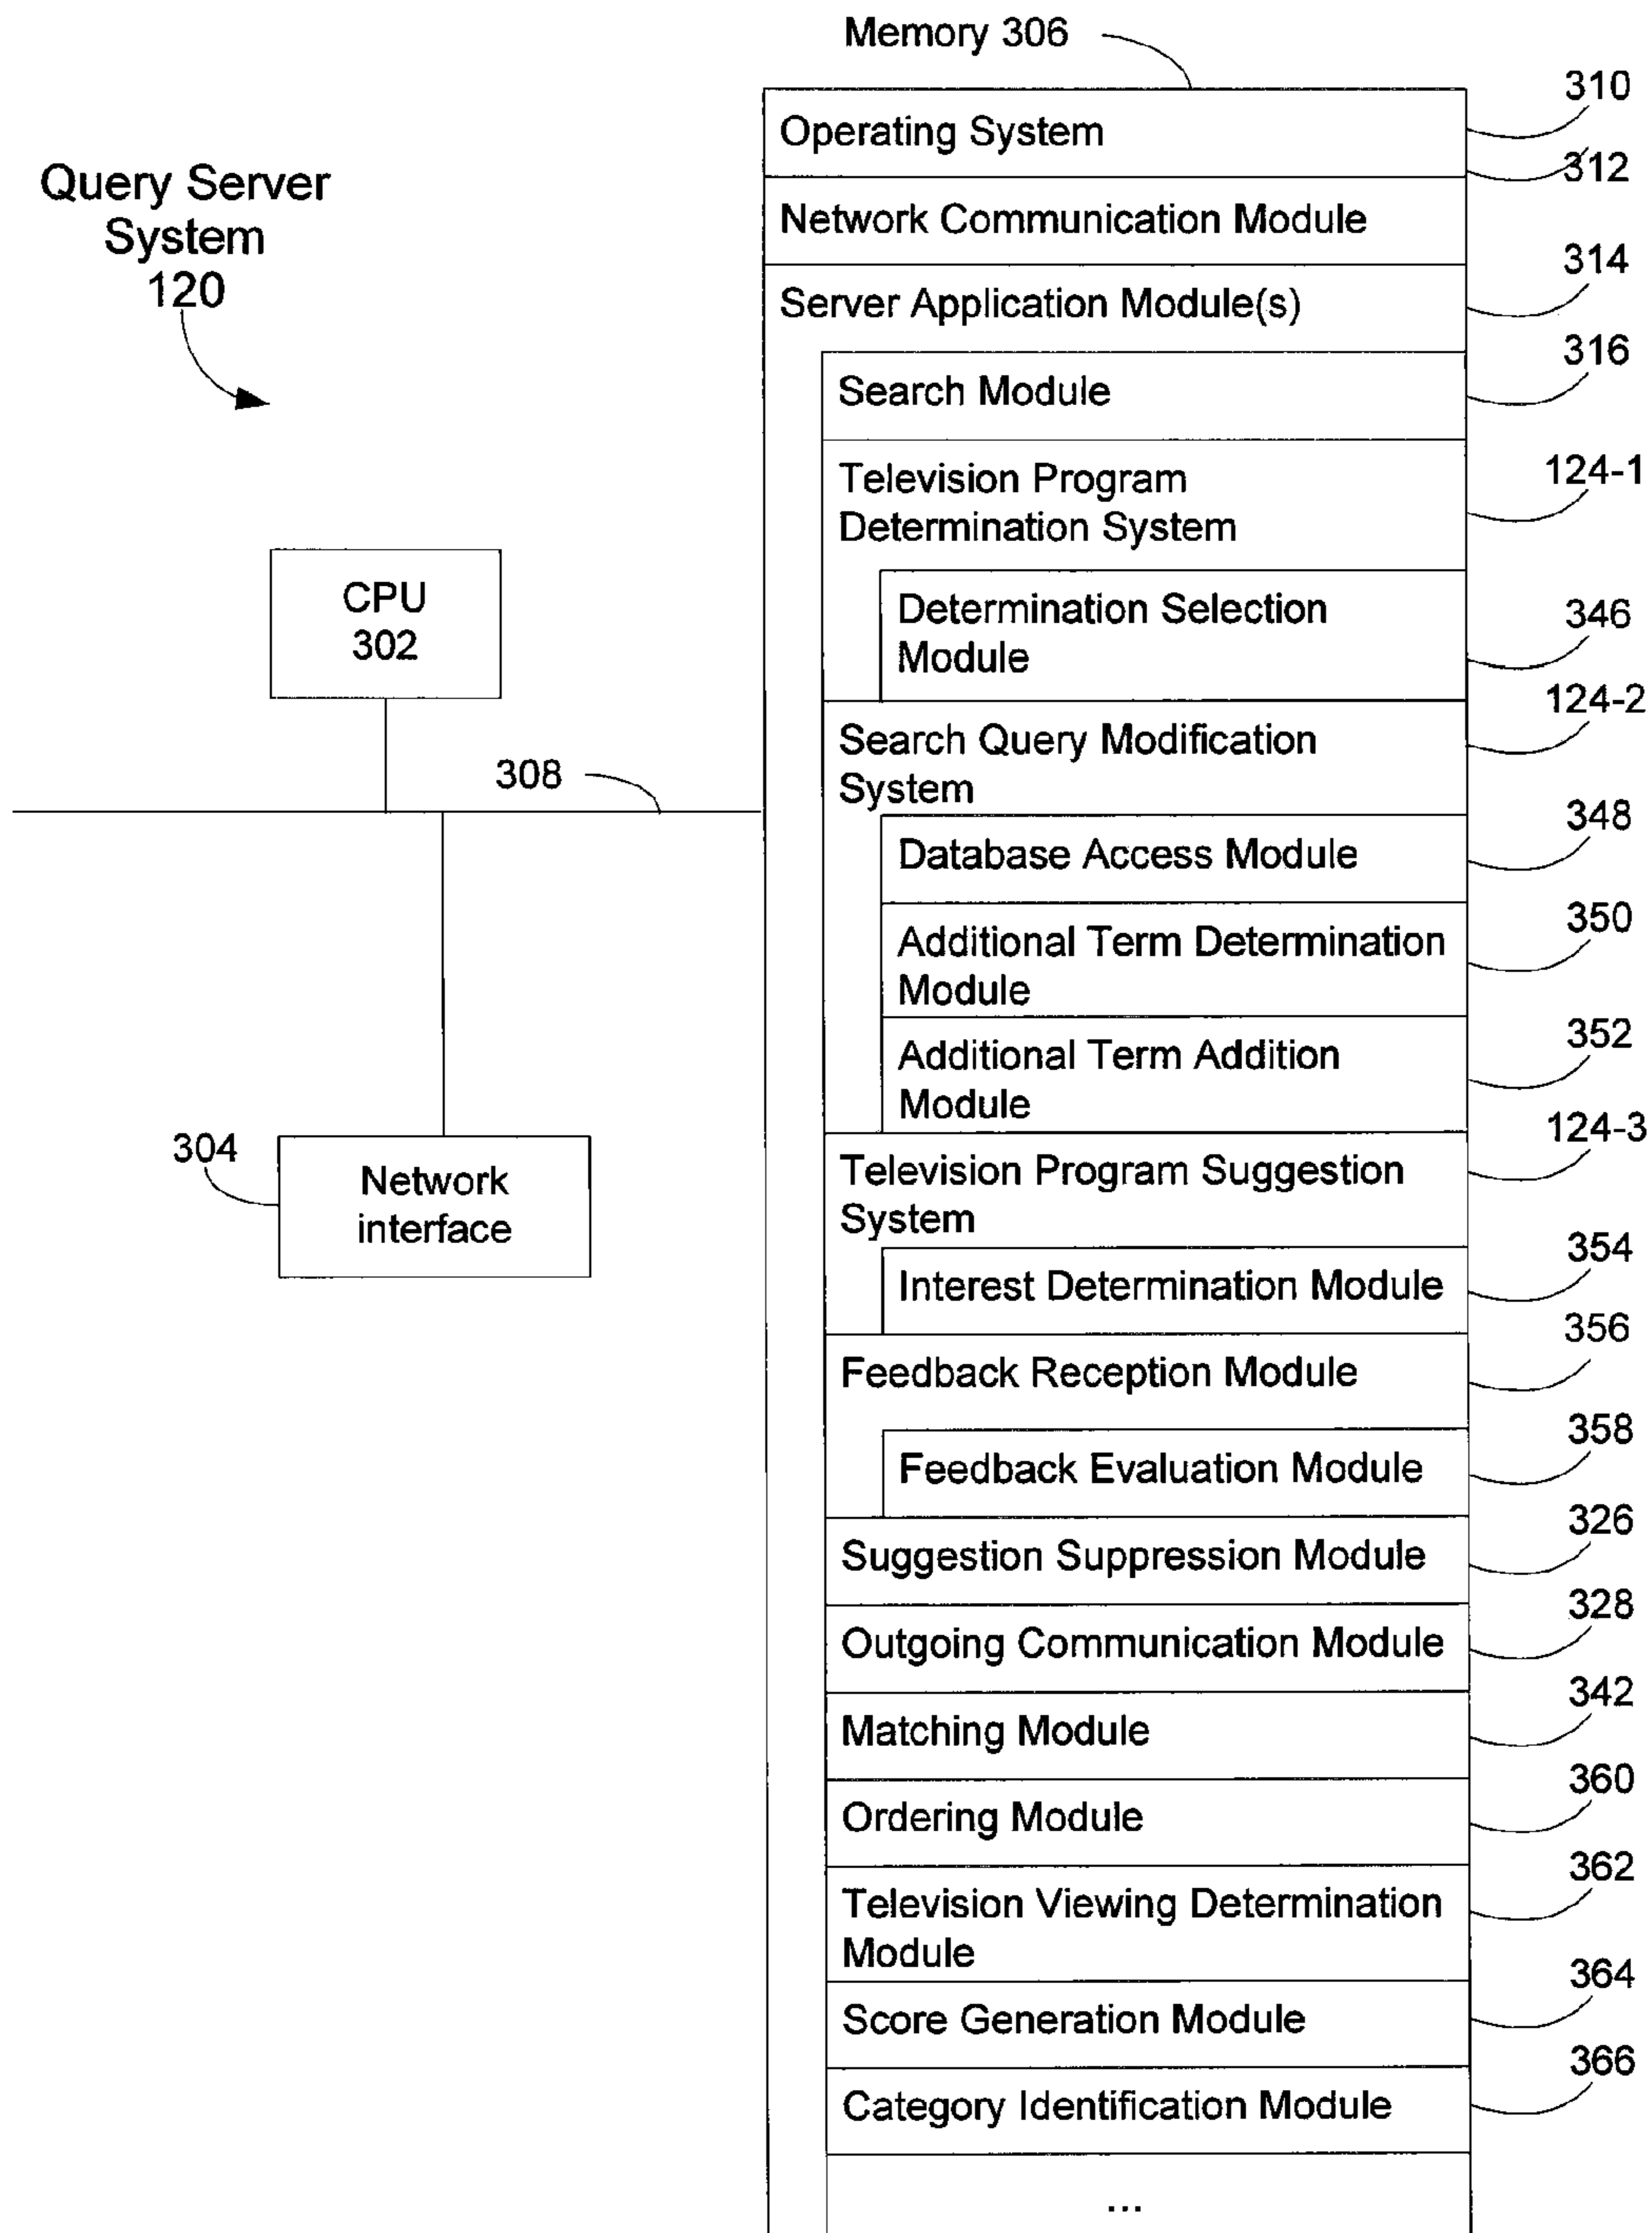 Memory 306
310
Operating System
312
Query Server
System
120
Network Communication Module
314
Server Application Module(s)
316
Search Module
124-1
Television Program
Determination System
CPU
302
Determination Selection
Module
346
124-2
Search Query Modification
System
308
348
Database Access Module
350
Additional Term Determination
Module
352
Additional Term Addition
Module
124-3
304
Network
interface
Television Program Suggestion
System
354
Interest Determination Module
356
Feedback Reception Module
358
Feedback Evaluation Module
326
Suggestion Suppression Module
328
Outgoing Communication Module
342
Matching Module
360
Ordering Module
362
Television Viewing Determination
Module
364
Score Generation Module
366
Category Identification Module
...